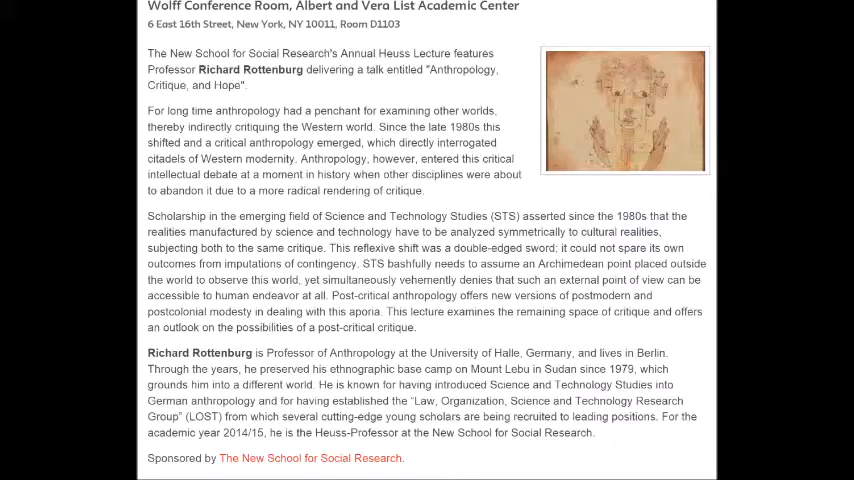 Wolff Conference Room, Albert and Vera List Academic Center
6 East 16th Street, New York, NY 10011, Room D1103
The New School for Social Research's Annual Heuss Lecture features
Professor Richard Rottenburg delivering a talk entitled "Anthropology,
Critique, and Hope".
For long time anthropology had a penchant for examining other worlds,
thereby indirectly critiquing the Western world. Since the late 1980s this
shifted and a critical anthropology emerged, which directly interrogated
citadels of Western modernity. Anthropology, however, entered this critical
intellectual debate at a moment in history when other disciplines were about
to abandon it due to a more radical rendering of critique.
Scholarship in the emerging field of Science and Technology Studies (STS) asserted since the 1980s that the
realities manufactured by science and technology have to be analyzed symmetrically to cultural realities,
subjecting both to the same critique. This reflexive shift was a double-edged sword; it could not spare its own
outcomes from imputations of contingency. STS bashfully needs to assume an Archimedean point placed outside
the world to observe this world, yet simultaneously vehemently denies that such an external point of view can be
accessible to human endeavor at all. Post-critical anthropology offers new versions of postmodern and
postcolonial modesty in dealing with this aporia. This lecture examines the remaining space of critique and offers
an outlook on the possibilities of a post-critical critique.
Richard Rottenburg is Professor of Anthropology at the University of Halle, Germany, and lives in Berlin.
Through the years, he preserved his ethnographic base camp on Mount Lebu in Sudan since 1979, which
grounds him into a different world. He is known for having introduced Science and Technology Studies into
German anthropology and for having established the “Law, Organization, Science and Technology Research
Group” (LOST) from which several cutting-edge young scholars are being recruited to leading positions. For the
academic year 2014/15, he is the Heuss-Professor at the New School for Social Research.
Sponsored by The New School for Social Research.